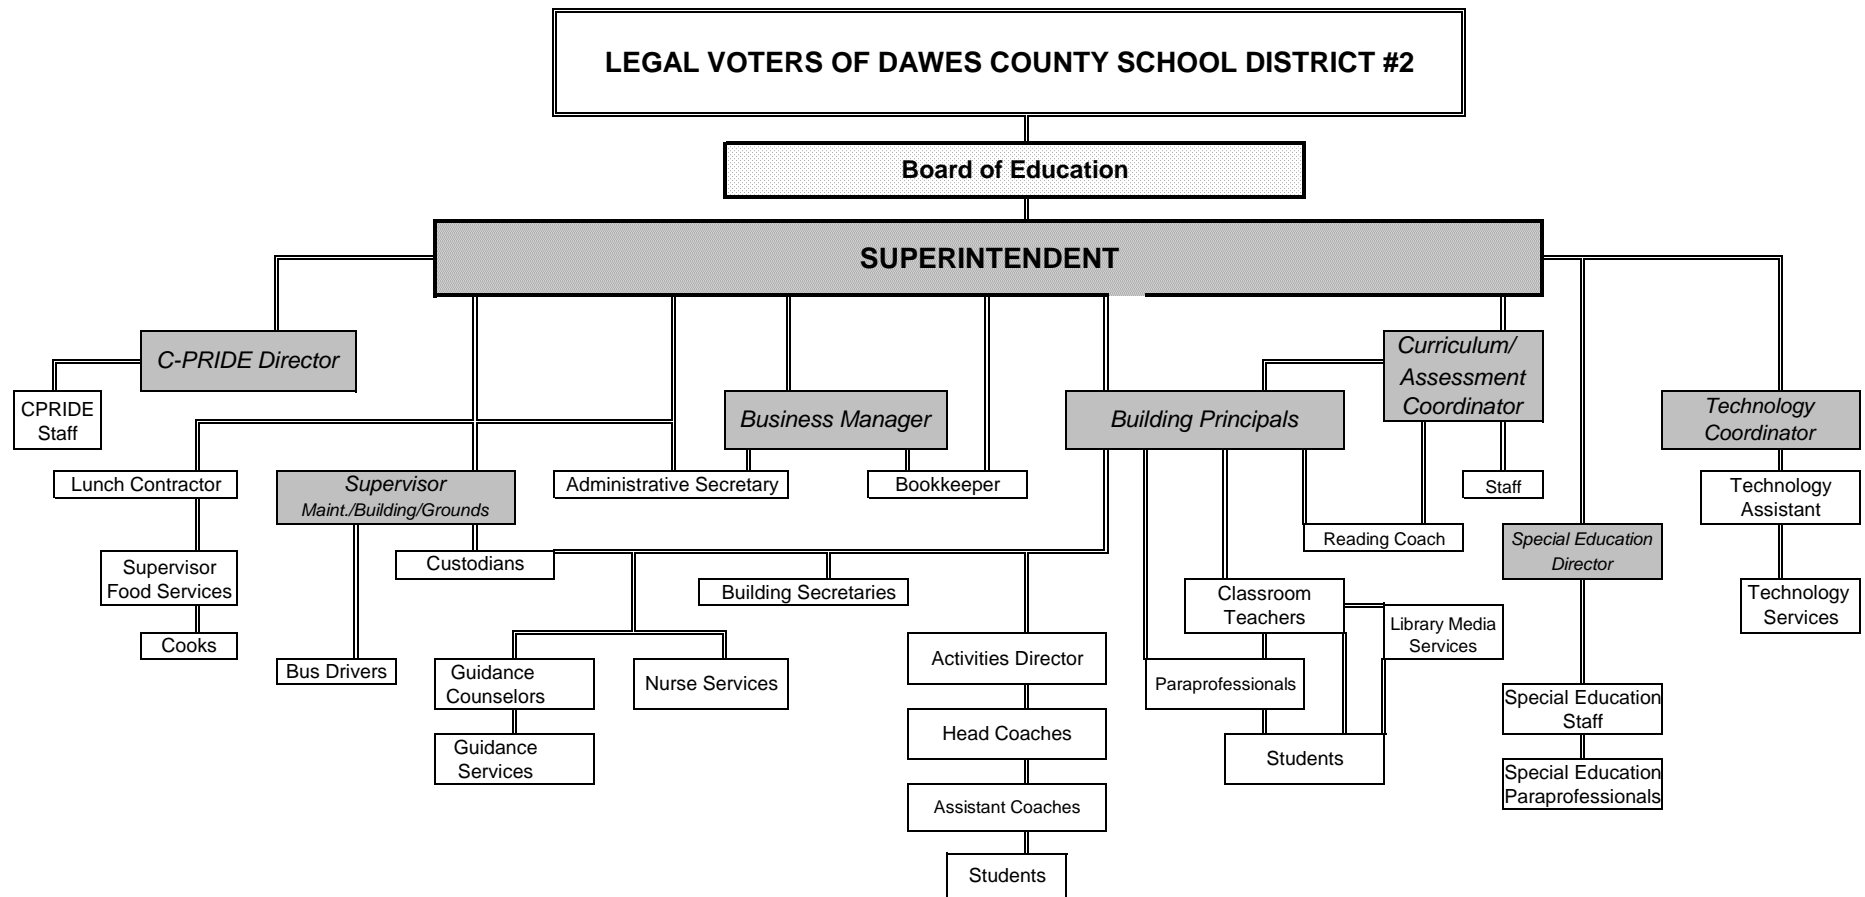 LEGAL VOTERS OF DAWES COUNTY SCHOOL DISTRICT #2
Board of Education
SUPERINTENDENT
C-PRIDE Director
CPRIDE
Staff
Curriculum/
Assessment
Coordinator
Business Manager
Building Principals
Technology
Coordinator
Lunch Contractor
Supervisor
Maint./Building/Grounds
Administrative Secretary
Bookkeeper
Staff
Technology
Assistant
Reading Coach
Special Education
Director
Supervisor
Food Services
Custodians
Building Secretaries
Classroom
Teachers
Library Media
Services
Technology
Services
Cooks
Bus Drivers
Guidance
Counselors
Nurse Services
Activities Director
Paraprofessionals
Special Education
Staff
Guidance
Services
Head Coaches
Students
Special Education
Paraprofessionals
Assistant Coaches
Students